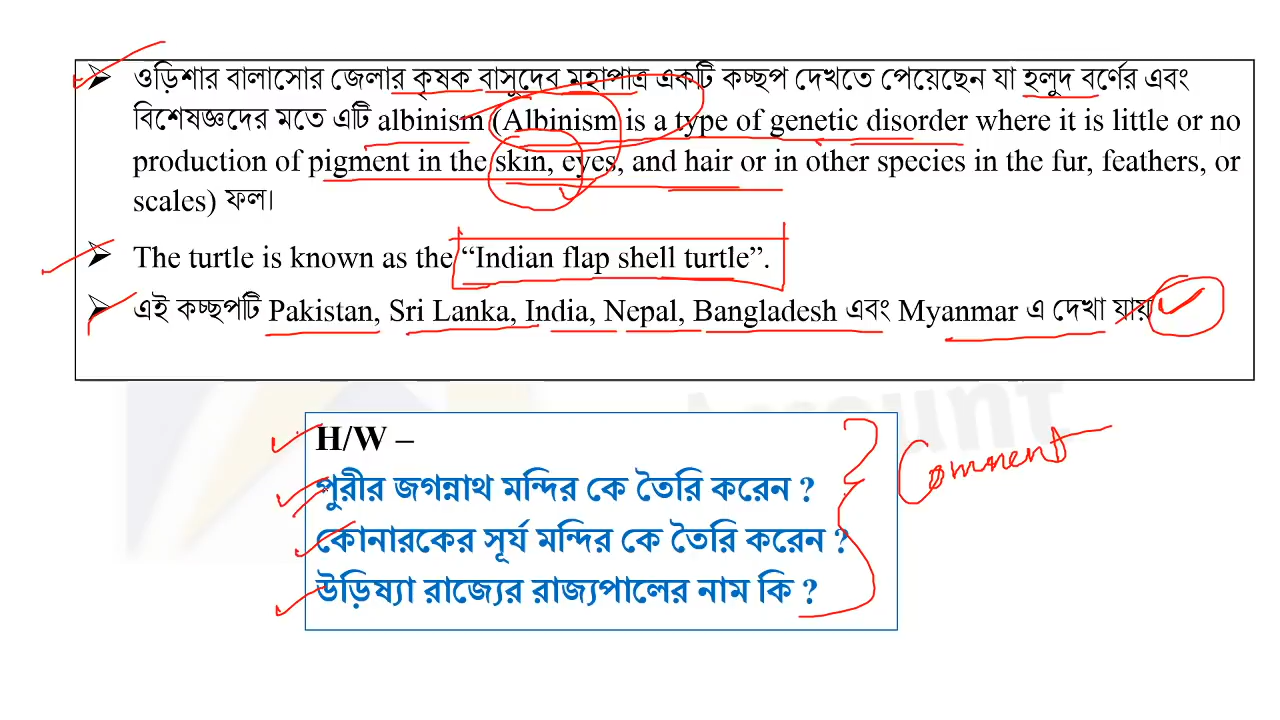 ওড়িশার বালাসোর জেলার কৃষক বাসুদেব মহাপাত্র একটি কচ্ছপ দেখতে পেয়েছেন যা হলুদ বর্ণের এবং
বিশেষজ্ঞদের মতে এটি albinism (Albinism is a type of genetic disorder where it is little or no
production of pigment in the skin, eyes, and hair or in other species in the fur, feathers, or
scales) ফল।
The turtle is known as the “Indian flap shell turtle”.
এই কচ্ছপটি Pakistan, Sri Lanka, India, Nepal, Bangladesh এবং Myanmar এ দেখা যায়
H/W –
পুরীর জগন্নাথ মন্দির কে তৈরি করেন ?
কোনারকের সূর্য মন্দির কে তৈরি করেন ?
উড়িষ্যা রাজ্যের রাজ্যপালের নাম কি ?
Comment